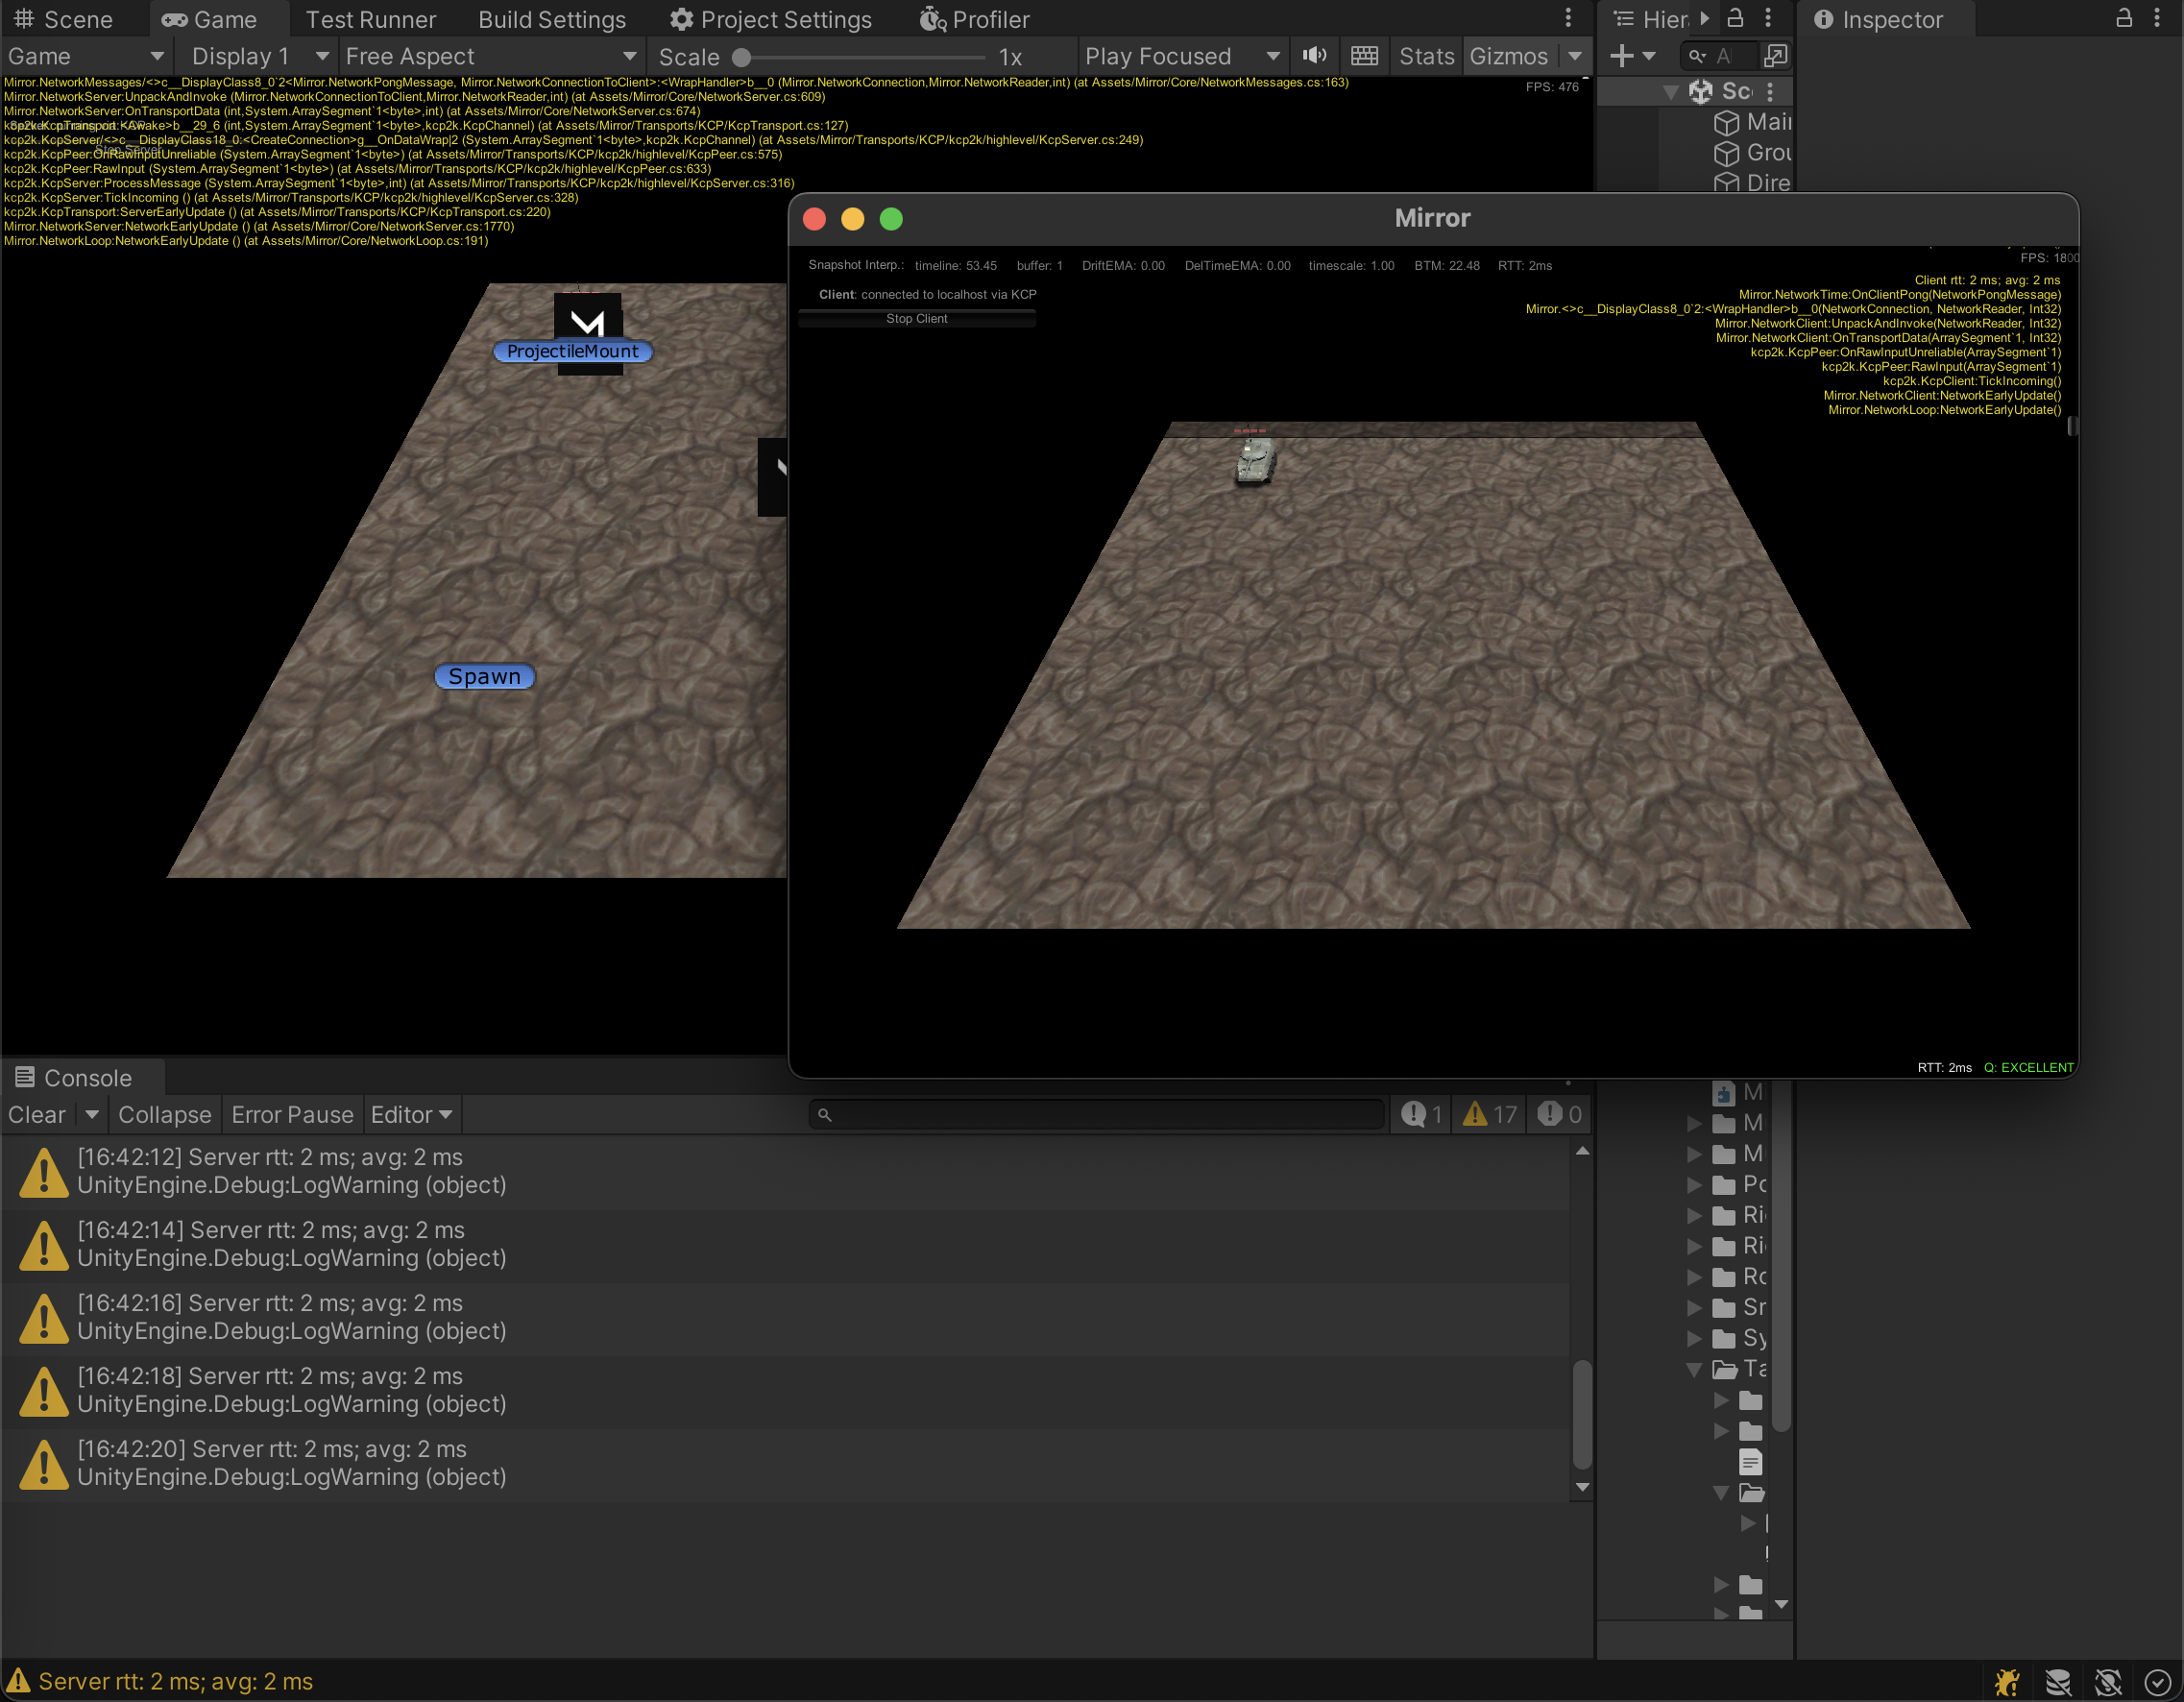 Scene
Game
Test Runner
Build Settings
Project Settings
Profiler
Inspector
Game
Display 1
Free Aspect
Scale
1x
Play Focused
Stats
Gizmos
Mirror.NetworkMessages/<>c__DisplayClass8_0`2<Mirror.NetworkPongMessage, Mirror.NetworkConnectionToClient>:<WrapHandler>b__0 (Mirror.NetworkConnection,Mirror.NetworkReader,int) (at Assets/Mirror/Core/NetworkMessages.cs:163)
FPS: 476
Mirror.NetworkServer:UnpackAndInvoke (Mirror.NetworkConnectionToClient,Mirror.NetworkReader,int) (at Assets/Mirror/Core/NetworkServer.cs:609)
Mirror.NetworkServer:OnTransportData (int,System.ArraySegment`1<byte>,int) (at Assets/Mirror/Core/NetworkServer.cs:674)
kcp2k.KcpTransport:<Awake>b__29_6 (int,System.ArraySegment`1<byte>,kcp2k.KcpChannel) (at Assets/Mirror/Transports/KCP/KcpTransport.cs:127)
kcp2k.KcpServer/<>c__DisplayClass18_0:<CreateConnection>g__OnDataWrap|2 (System.ArraySegment`1<byte>,kcp2k.KcpChannel) (at Assets/Mirror/Transports/KCP/kcp2k/highlevel/KcpServer.cs:249)
Stop Server
kcp2k.KcpPeer:OnRawInputUnreliable (System.ArraySegment`1<byte>) (at Assets/Mirror/Transports/KCP/kcp2k/highlevel/KcpPeer.cs:575)
kcp2k.KcpPeer:RawInput (System.ArraySegment`1<byte>) (at Assets/Mirror/Transports/KCP/kcp2k/highlevel/KcpPeer.cs:633)
kcp2k.KcpServer:ProcessMessage (System.ArraySegment`1<byte>,int) (at Assets/Mirror/Transports/KCP/kcp2k/highlevel/KcpServer.cs:316)
kcp2k.KcpServer:TickIncoming () (at Assets/Mirror/Transports/KCP/kcp2k/highlevel/KcpServer.cs:328)
kcp2k.KcpTransport:ServerEarlyUpdate () (at Assets/Mirror/Transports/KCP/KcpTransport.cs:220)
Mirror.NetworkServer:NetworkEarlyUpdate () (at Assets/Mirror/Core/NetworkServer.cs:1770)
Mirror.NetworkLoop:NetworkEarlyUpdate () (at Assets/Mirror/Core/NetworkLoop.cs:191)
ProjectileMount
Spawn
Mirror
Snapshot Interp.: timeline: 53.45 buffer: 1 DriftEMA: 0.00 DelTimeEMA: 0.00 timescale: 1.00 BTM: 22.48 RTT: 2ms
FPS: 1800
Client: connected to localhost via KCP
Stop Client
Client rtt: 2 ms; avg: 2 ms
Mirror.NetworkTime:OnClientPong(NetworkPongMessage)
Mirror.<>c__DisplayClass8_0`2:<WrapHandler>b__0(NetworkConnection, NetworkReader, Int32)
Mirror.NetworkClient:UnpackAndInvoke(NetworkReader, Int32)
Mirror.NetworkClient:OnTransportData(ArraySegment`1, Int32)
kcp2k.KcpPeer:OnRawInputUnreliable(ArraySegment`1)
kcp2k.KcpPeer:RawInput(ArraySegment`1)
kcp2k.KcpClient:TickIncoming()
Mirror.NetworkClient:NetworkEarlyUpdate()
Mirror.NetworkLoop:NetworkEarlyUpdate()
RTT: 2ms Q: EXCELLENT
Console
Clear
Collapse
Error Pause
Editor
1
17
0
[16:42:12] Server rtt: 2 ms; avg: 2 ms
UnityEngine.Debug:LogWarning (object)
[16:42:14] Server rtt: 2 ms; avg: 2 ms
UnityEngine.Debug:LogWarning (object)
[16:42:16] Server rtt: 2 ms; avg: 2 ms
UnityEngine.Debug:LogWarning (object)
[16:42:18] Server rtt: 2 ms; avg: 2 ms
UnityEngine.Debug:LogWarning (object)
[16:42:20] Server rtt: 2 ms; avg: 2 ms
UnityEngine.Debug:LogWarning (object)
Server rtt: 2 ms; avg: 2 ms